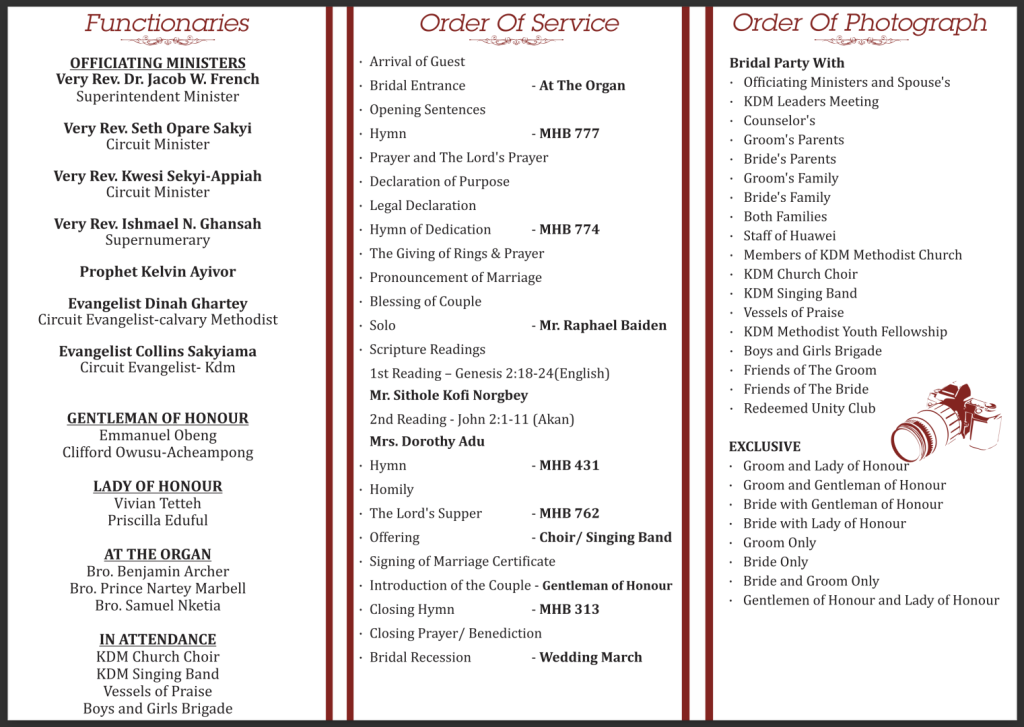 Functionaries
OFFICIATING MINISTERS
Very Rev. Dr. Jacob W. French
Superintendent Minister
Very Rev. Seth Opare Sakyi
Circuit Minister
Very Rev. Kwesi Sekyi-Appiah
Circuit Minister
Very Rev. Ishmael N. Ghansah
Supernumerary
Prophet Kelvin Ayivor
Evangelist Dinah Ghartey
Circuit Evangelist-calvary Methodist
Evangelist Collins Sakyiama
Circuit Evangelist- Kdm
GENTLEMAN OF HONOUR
Emmanuel Obeng
Clifford Owusu-Acheampong
LADY OF HONOUR
Vivian Tetteh
Priscilla Eduful
AT THE ORGAN
Bro. Benjamin Archer
Bro. Prince Nartey Marbell
Bro. Samuel Nketia
IN ATTENDANCE
KDM Church Choir
KDM Singing Band
Vessels of Praise
Boys and Girls Brigade
Order Of Service
· Arrival of Guest
· Bridal Entrance - At The Organ
· Opening Sentences
· Hymn - MHB 777
· Prayer and The Lord's Prayer
· Declaration of Purpose
· Legal Declaration
· Hymn of Dedication - MHB 774
· The Giving of Rings & Prayer
· Pronouncement of Marriage
· Blessing of Couple
· Solo - Mr. Raphael Baiden
· Scripture Readings
1st Reading – Genesis 2:18-24(English)
Mr. Sithole Kofi Norgbey
2nd Reading - John 2:1-11 (Akan)
Mrs. Dorothy Adu
· Hymn - MHB 431
· Homily
· The Lord's Supper - MHB 762
· Offering - Choir/ Singing Band
· Signing of Marriage Certificate
· Introduction of the Couple - Gentleman of Honour
· Closing Hymn - MHB 313
· Closing Prayer/ Benediction
· Bridal Recession - Wedding March
Order Of Photograph
Bridal Party With
· Officiating Ministers and Spouse's
· KDM Leaders Meeting
· Counselor's
· Groom's Parents
· Bride's Parents
· Groom's Family
· Bride's Family
· Both Families
· Staff of Huawei
· Members of KDM Methodist Church
· KDM Church Choir
· KDM Singing Band
· Vessels of Praise
· KDM Methodist Youth Fellowship
· Boys and Girls Brigade
· Friends of The Groom
· Friends of The Bride
· Redeemed Unity Club
EXCLUSIVE
· Groom and Lady of Honour
· Groom and Gentleman of Honour
· Bride with Gentleman of Honour
· Bride with Lady of Honour
· Groom Only
· Bride Only
· Bride and Groom Only
· Gentlemen of Honour and Lady of Honour